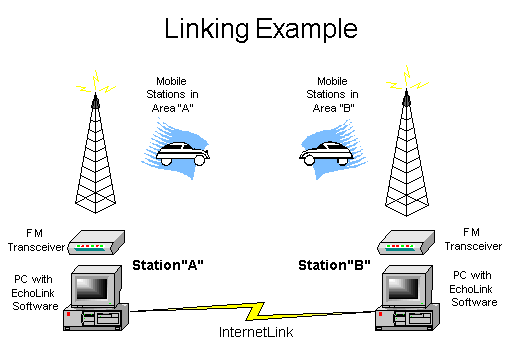 Linking Example
Mobile
Stations in
Area "A"
Mobile
Stations in
Area "B"
FM
Transceiver
Station"A"
PC with
EchoLink
Software
Station"B"
FM
Transceiver
PC with
EchoLink
Software
InternetLink